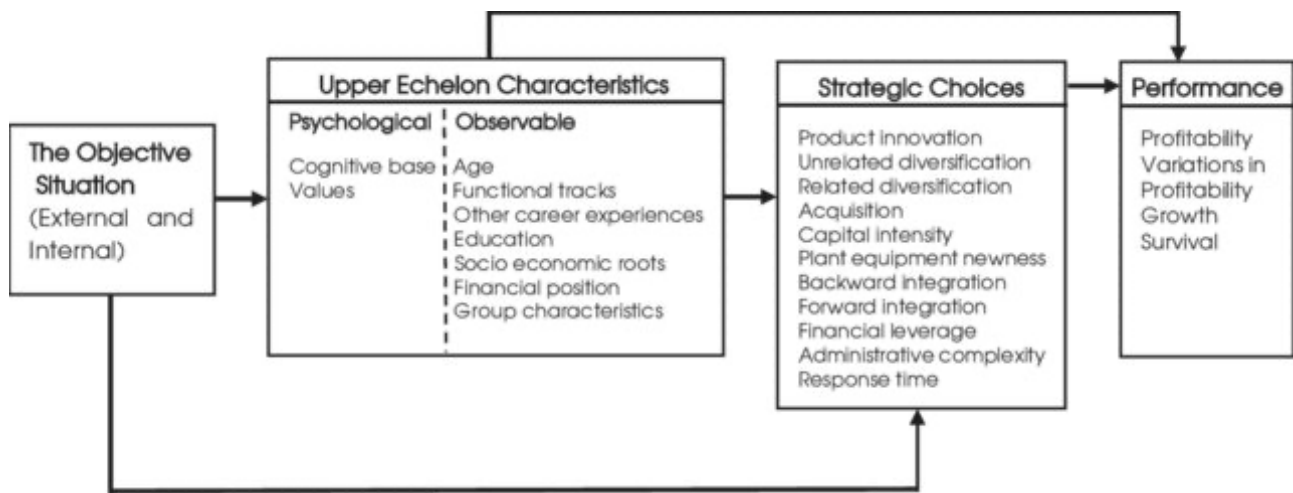 The Objective
Situation
(External and
Internal)
Upper Echelon Characteristics
Psychological
Cognitive base
Values
Observable
Age
Functional tracks
Other career experiences
Education
Socio economic roots
Financial position
Group characteristics
Strategic Choices
Product innovation
Unrelated diversification
Related diversification
Acquisition
Capital intensity
Plant equipment newness
Backward integration
Forward integration
Financial leverage
Administrative complexity
Response time
Performance
Profitability
Variations in
Profitability
Growth
Survival